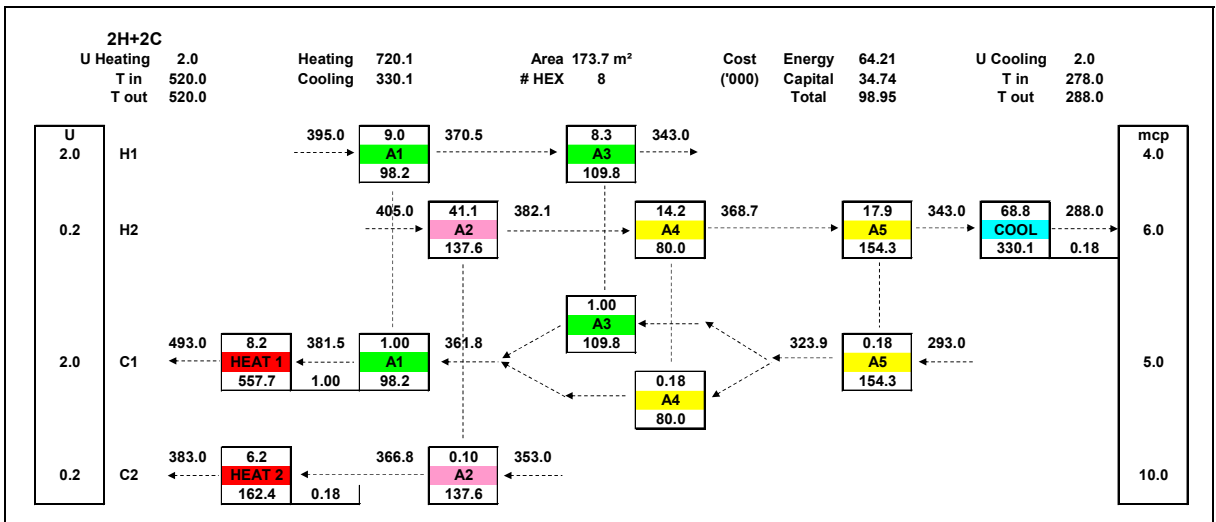 2H+2C
U Heating 2.0 Heating 720.1 Area 173.7 m² Cost Energy 64.21 U Cooling 2.0
T in 520.0 Cooling 330.1 # HEX 8 ('000) Capital 34.74 T in 278.0
T out 520.0 Total 98.95 T out 288.0
U mcp
395.0 9.0 370.5 8.3 343.0
2.0 H1 A1 A3 4.0
98.2 109.8
405.0 41.1 382.1 14.2 368.7 17.9 343.0 68.8 288.0
0.2 H2 A2 A4 A5 COOL 6.0
137.6 80.0 154.3 330.1 0.18
1.00
A3
109.8
493.0 8.2 381.5 1.00 361.8 323.9 0.18 293.0
2.0 C1 HEAT 1 A1 A5 5.0
557.7 1.00 98.2 154.3
0.18
A4
80.0
383.0 6.2 366.8 0.10 353.0
0.2 C2 HEAT 2 A2 10.0
162.4 0.18 137.6